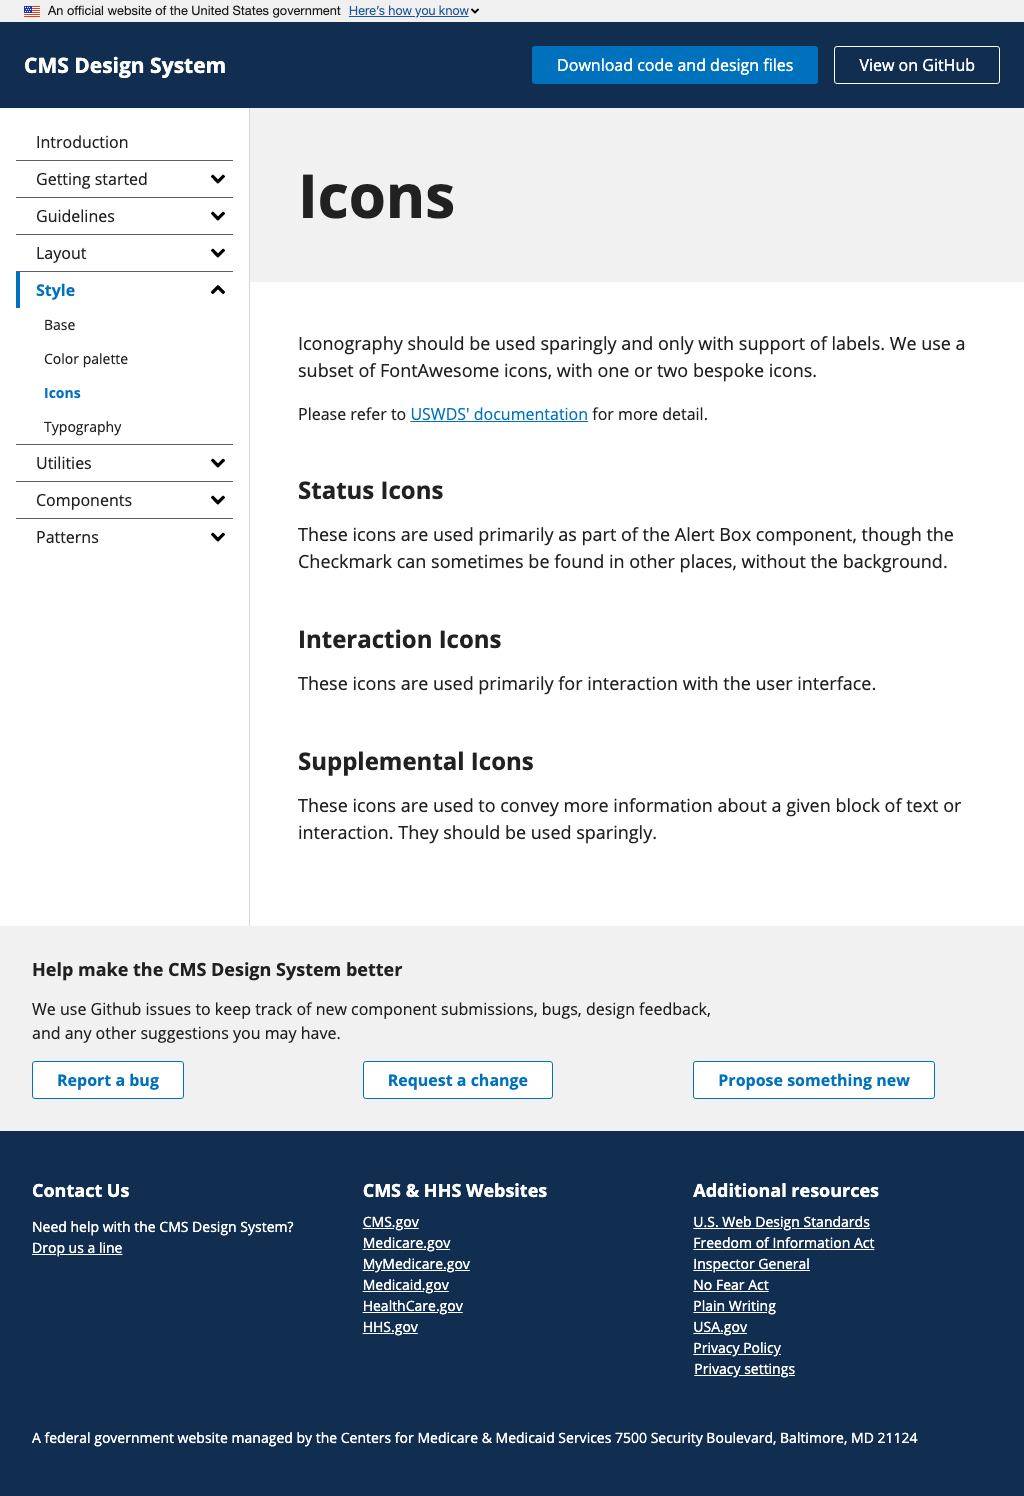 An official website of the United States government Here's how you know
CMS Design System
Download code and design files
View on GitHub
Introduction
Getting started
Guidelines
Layout
Style
Base
Color palette
Icons
Typography
Utilities
Components
Patterns
Icons
Iconography should be used sparingly and only with support of labels. We use a
subset of FontAwesome icons, with one or two bespoke icons.
Please refer to USWDS' documentation for more detail.
Status Icons
These icons are used primarily as part of the Alert Box component, though the
Checkmark can sometimes be found in other places, without the background.
Interaction Icons
These icons are used primarily for interaction with the user interface.
Supplemental Icons
These icons are used to convey more information about a given block of text or
interaction. They should be used sparingly.
Help make the CMS Design System better
We use Github issues to keep track of new component submissions, bugs, design feedback,
and any other suggestions you may have.
Report a bug
Request a change
Propose something new
Contact Us
Need help with the CMS Design System?
Drop us a line
CMS & HHS Websites
CMS.gov
Medicare.gov
MyMedicare.gov
Medicaid.gov
HealthCare.gov
HHS.gov
Additional resources
U.S. Web Design Standards
Freedom of Information Act
Inspector General
No Fear Act
Plain Writing
USA.gov
Privacy Policy
Privacy settings
A federal government website managed by the Centers for Medicare & Medicaid Services 7500 Security Boulevard, Baltimore, MD 21124